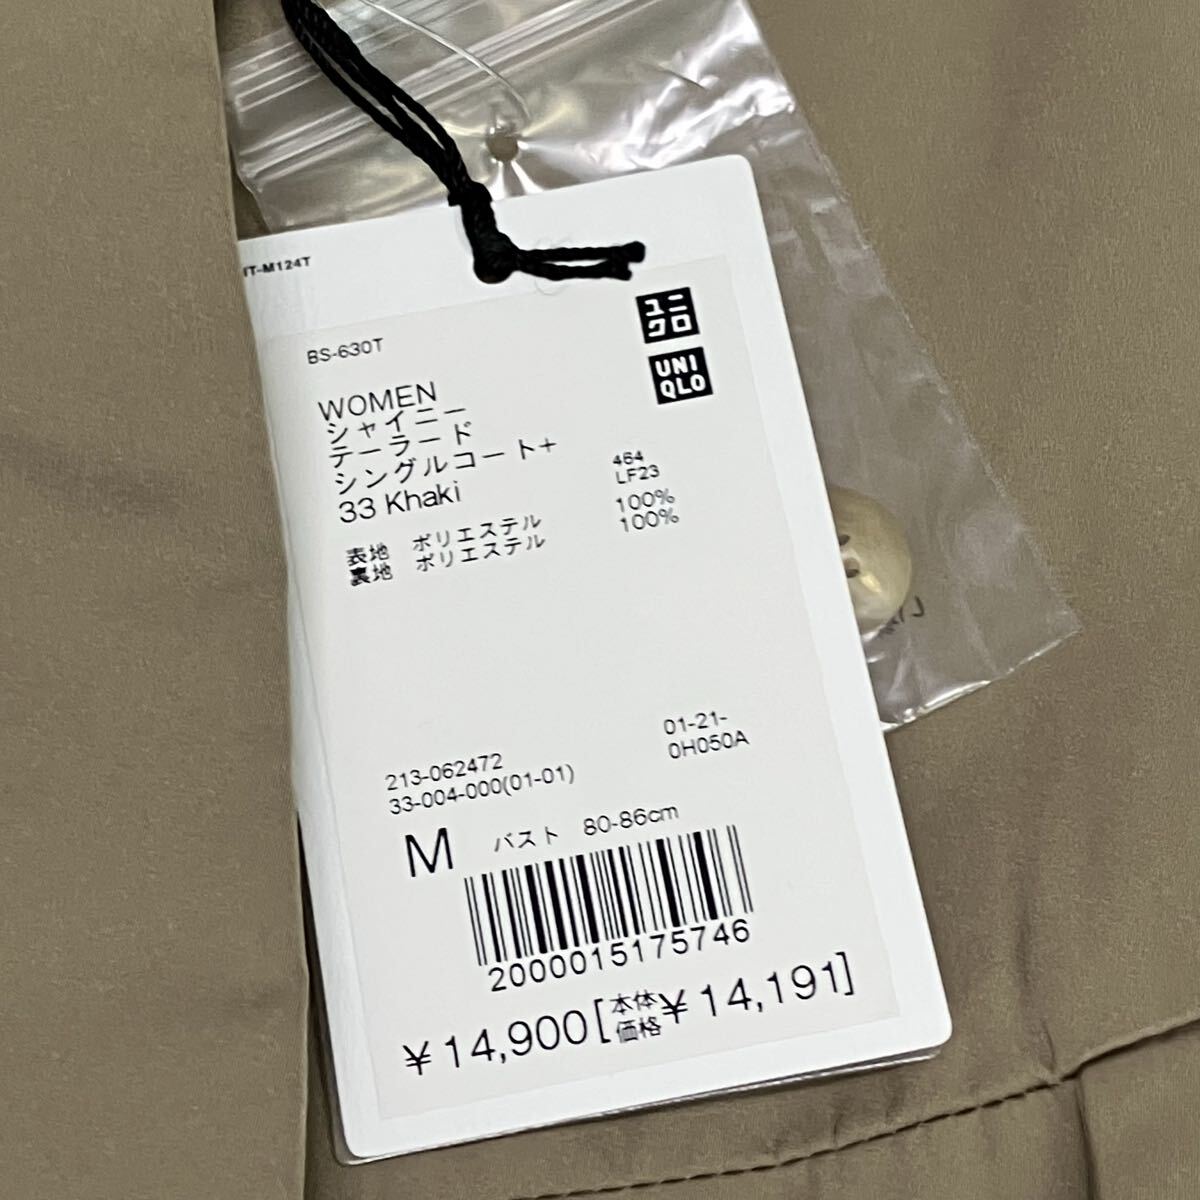 IT-M124T
BS-630T
ユニ
クロ
UNI
QLO
WOMEN
シャイニー
テーラード
シングルコート+
33 Khaki
464
LF23
表地 ポリエステル 100%
裏地 ポリエステル 100%
213-062472
33-004-000(01-01)
01-21-
0H050A
M バスト 80-86cm
2000015175746
¥14,900[本体価格¥14,191]